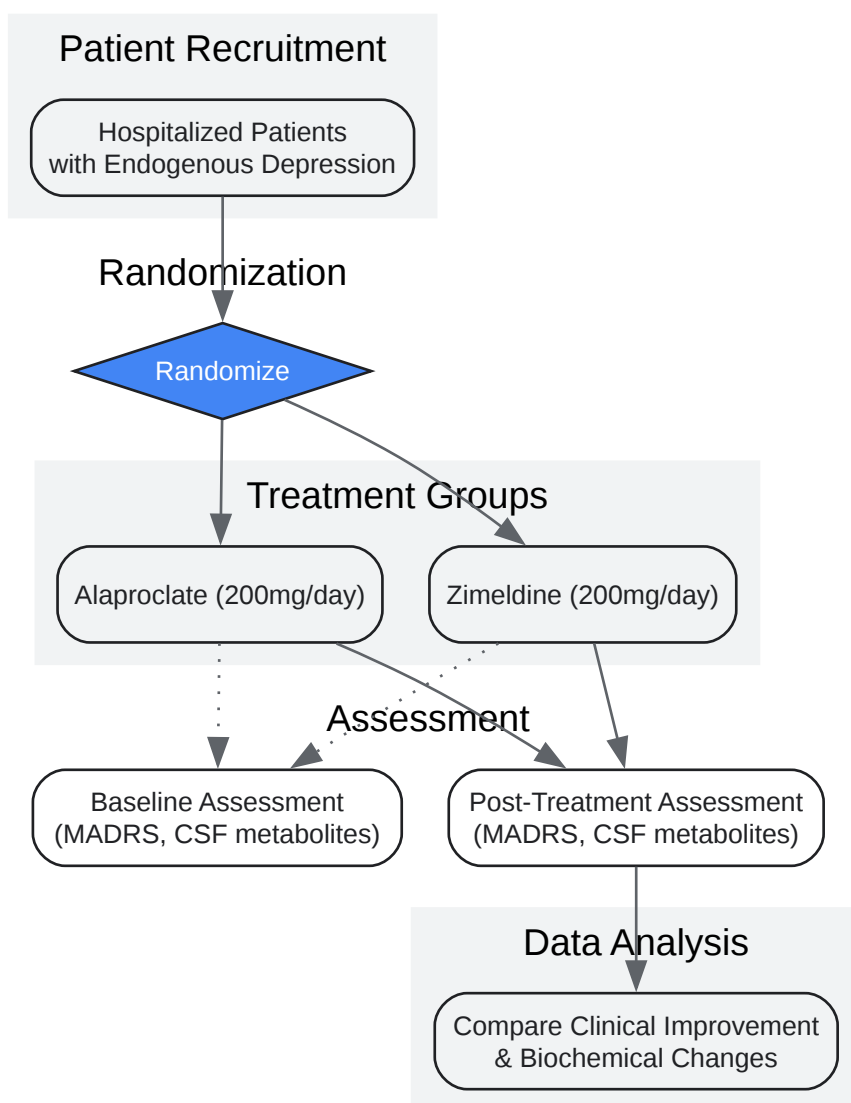 Patient Recruitment
Hospitalized Patients
with Endogenous Depression
Randomization
Randomize
Treatment Groups
Alaproclate (200mg/day)
Zimeldine (200mg/day)
Assessment
Baseline Assessment
(MADRS, CSF metabolites)
Post-Treatment Assessment
(MADRS, CSF metabolites)
Data Analysis
Compare Clinical Improvement
& Biochemical Changes